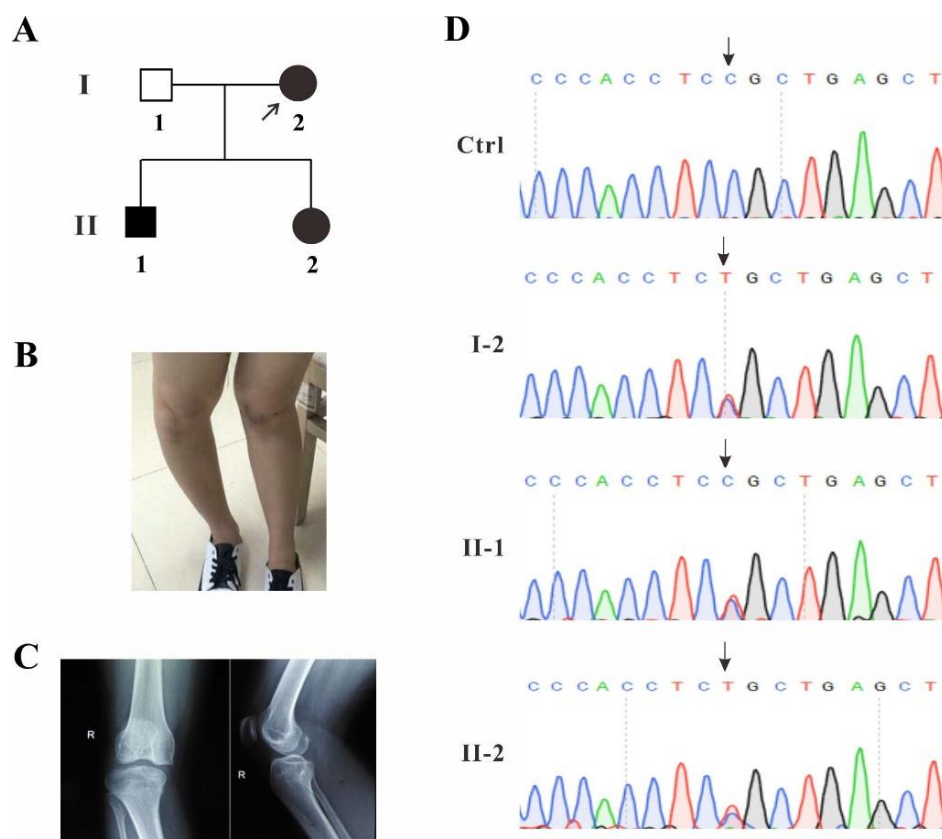 A
I
1
2
II
1
2
B
C
R
R
D
C C C A C C T C C G C T G A G C T
Ctrl
C C C A C C T C T G C T G A G C T
I-2
C C C A C C T C C G C T G A G C T
II-1
C C C A C C T C T G C T G A G C T
II-2